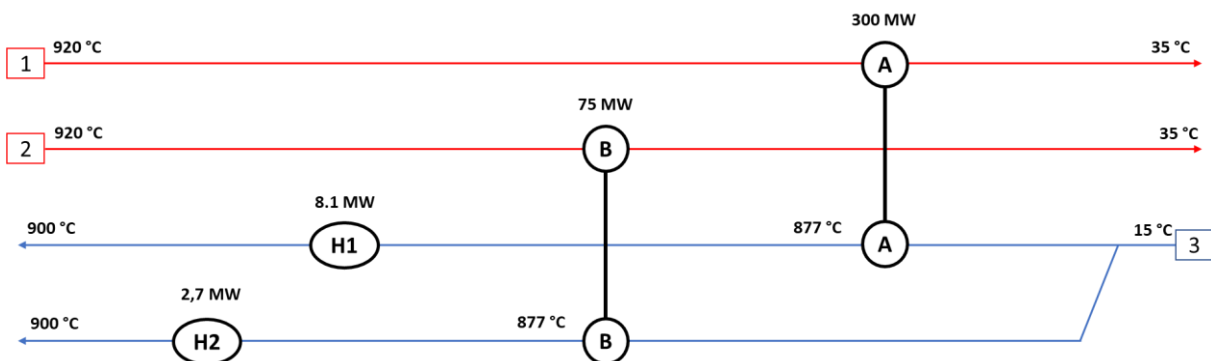 300 MW
920 °C
35 °C
1
A
75 MW
920 °C
35 °C
2
B
8.1 MW
900 °C
877 °C
15 °C
H1
A
3
2,7 MW
900 °C
877 °C
H2
B